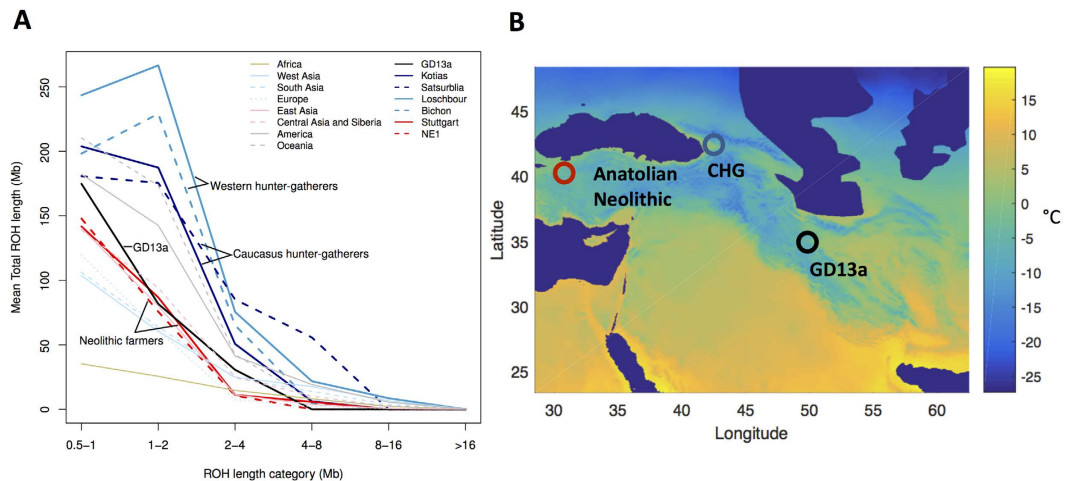 A
B
Africa
West Asia
South Asia
Europe
East Asia
Central Asia and Siberia
America
Oceania
GD13a
Kotias
Satsurblia
Loschbour
Bichon
Stuttgart
NE1
Western hunter-gatherers
GD13a
Caucasus hunter-gatherers
Neolithic farmers
250
200
150
100
50
0
Mean Total ROH length (Mb)
0.5–1
1–2
2–4
4–8
8–16
>16
ROH length category (Mb)
45
40
35
30
25
Latitude
Anatolian
Neolithic
CHG
GD13a
30
35
40
45
50
55
60
Longitude
15
10
5
0
-5
-10
-15
-20
-25
°C